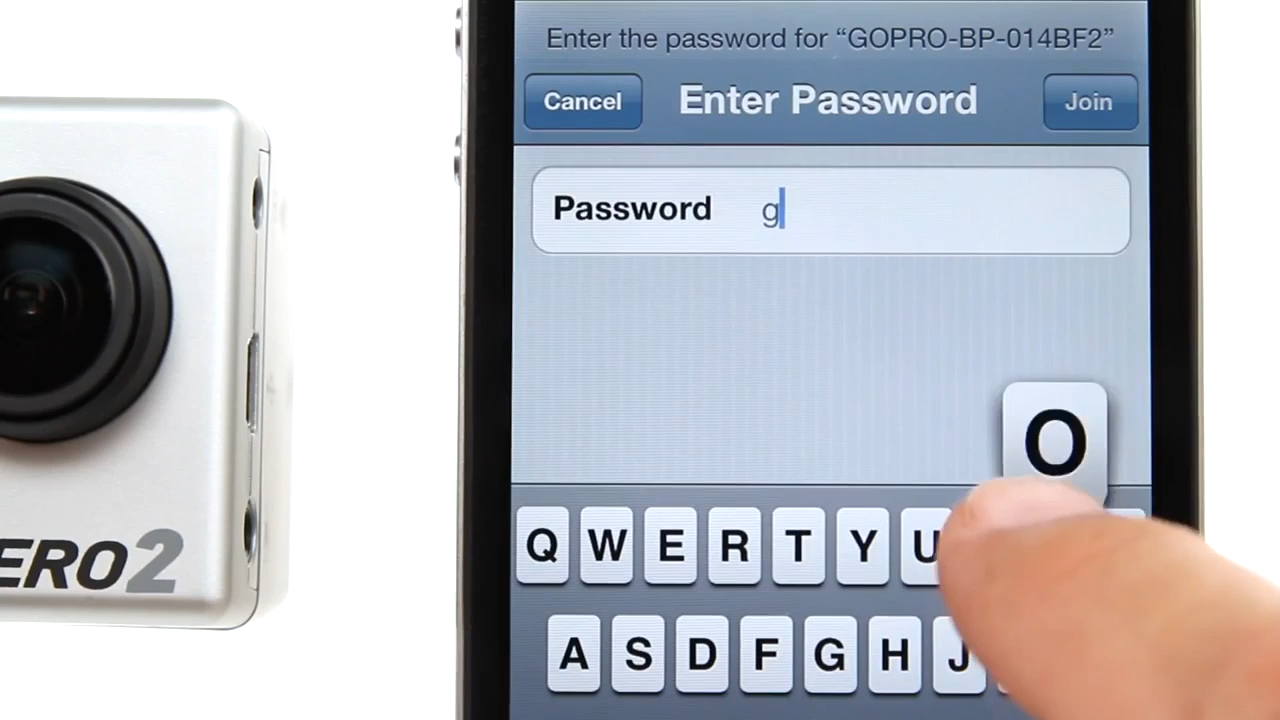 Enter the password for “GOPRO-BP-014BF2”
Cancel
Enter Password
Join
Password
g
O
Q W E R T Y U
A S D F G H J
ERO2